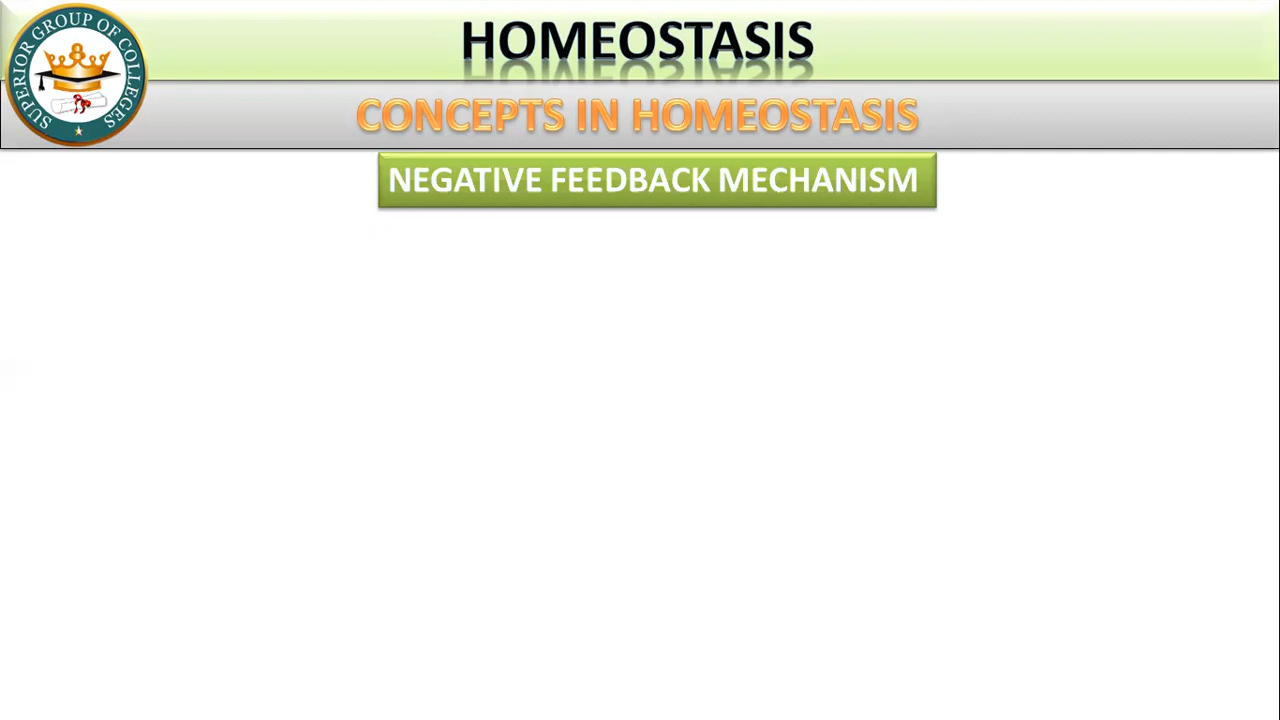 HOMEOSTASIS
SUPERIOR GROUP OF COLLEGES
CONCEPTS IN HOMEOSTASIS
NEGATIVE FEEDBACK MECHANISM